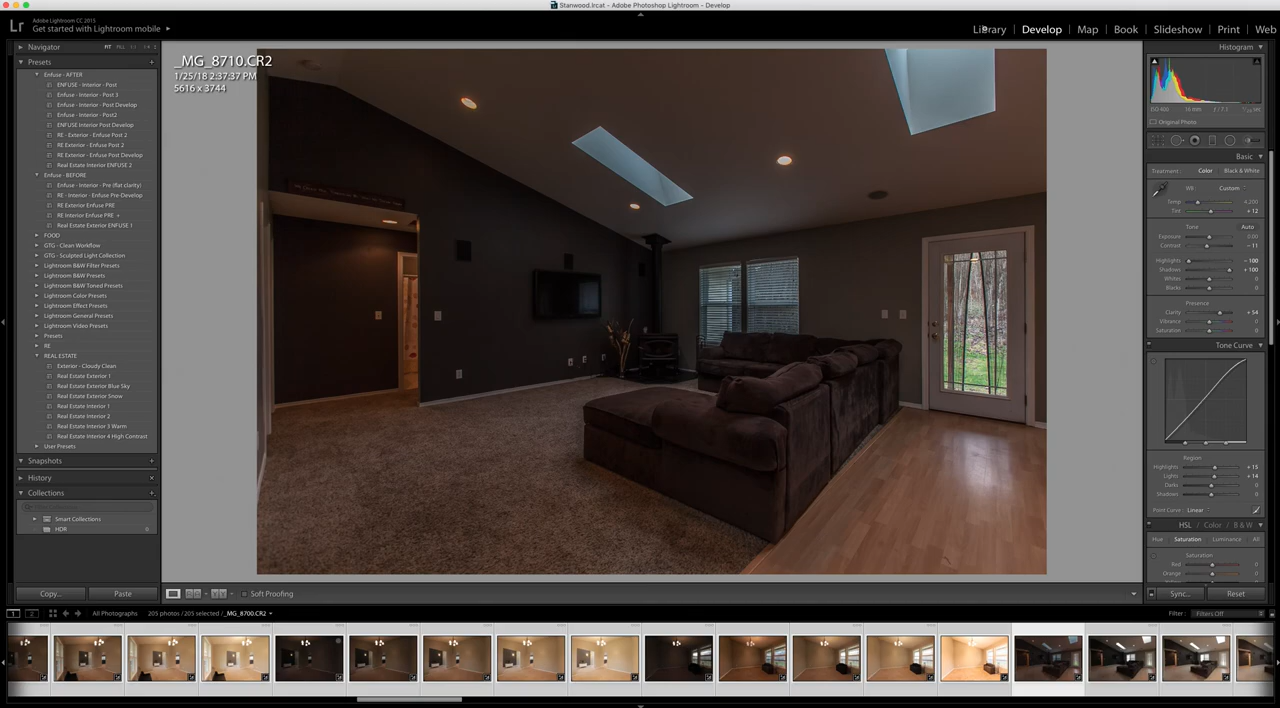 Stanwood.lrcat - Adobe Photoshop Lightroom - Develop
Lr
Adobe Lightroom CC 2015
Get started with Lightroom mobile
Library
Develop
Map
Book
Slideshow
Print
Web
Navigator
FIT
Presets
Enfuse - AFTER
ENFUSE - Interior - Post
Enfuse - Interior - Post 3
Enfuse - Interior - Post Develop
Enfuse - Interior - Post2
ENFUSE Interior Post Develop
RE - Exterior - Enfuse Post 2
RE Exterior - Enfuse Post 2
RE Exterior - Enfuse Post Develop
Real Estate Interior ENFUSE 2
Enfuse - BEFORE
Enfuse - Interior - Pre (flat clarity)
RE - Interior - Enfuse Pre-Develop
RE Exterior Enfuse PRE
RE Interior Enfuse PRE +
Real Estate Exterior ENFUSE 1
FOOD
GTG - Clean Workflow
GTG - Sculpted Light Collection
Lightroom B&W Filter Presets
Lightroom B&W Presets
Lightroom B&W Toned Presets
Lightroom Color Presets
Lightroom Effect Presets
Lightroom General Presets
Lightroom Video Presets
Presets
RE
REAL ESTATE
Exterior - Cloudy Clean
Real Estate Exterior 1
Real Estate Exterior Blue Sky
Real Estate Exterior Snow
Real Estate Interior 1
Real Estate Interior 2
Real Estate Interior 3 Warm
Real Estate Interior 4 High Contrast
User Presets
Snapshots
History
Collections
Smart Collections
HDR 0
Copy...
Paste
_MG_8710.CR2
1/25/18 2:37:37 PM
5616 x 3744
Soft Proofing
Histogram
ISO 400 16 mm f / 7.1
Original Photo
Basic
Treatment: Color Black & White
WB: Custom
Temp 4,200
Tint + 12
Tone Auto
Exposure 0.00
Contrast - 11
Highlights - 100
Shadows + 100
Whites 0
Blacks 0
Presence
Clarity + 54
Vibrance 0
Saturation 0
Tone Curve
Region
Highlights + 15
Lights + 14
Darks 0
Shadows 0
Point Curve: Linear
HSL / Color / B & W
Hue Saturation Luminance All
Saturation
Red 0
Orange 0
Sync...
Reset
1 2 All Photographs 205 photos /205 selected /_MG_8700.CR2
Filter: Filters Off